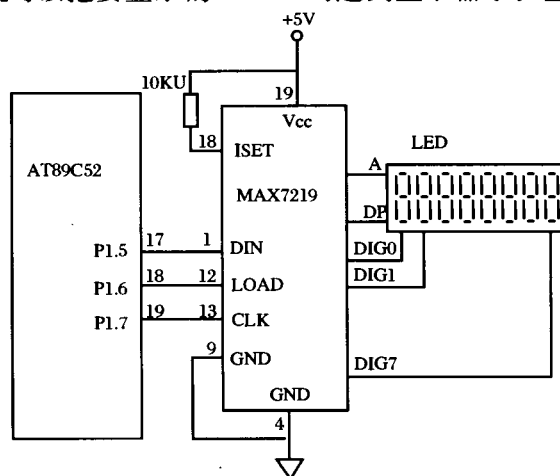 +5V
10KU
19
Vcc
18
ISET
LED
AT89C52
MAX7219
A
DP
P1.5
17
1
DIN
DIG0
DIG1
P1.6
18
12
LOAD
P1.7
19
13
CLK
9
GND
DIG7
GND
4